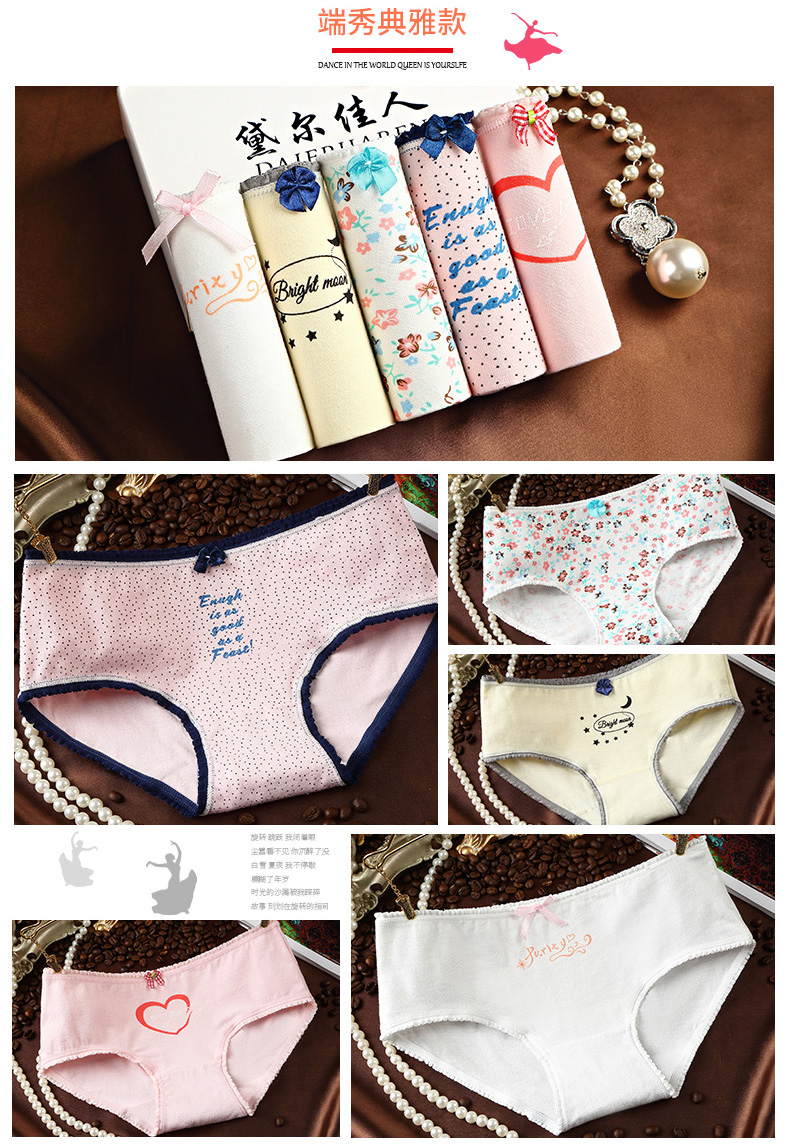 端秀典雅款
DANCE IN THE WORLD QUEEN IS YOURSLFE
黛尔佳人
Purity
Bright moon
Enugh
is as
good
as a
Feast!
LOVE
Enugh
is as
good
as a
Feast!
Bright moon
旋转 跳跃 我闭着眼
尘嚣看不见 你沉醉了没
白雪 夏夜 我不停歇
模糊了年岁
时光的沙漏被我踩碎
故事 刻划在旋转的指间
Purity